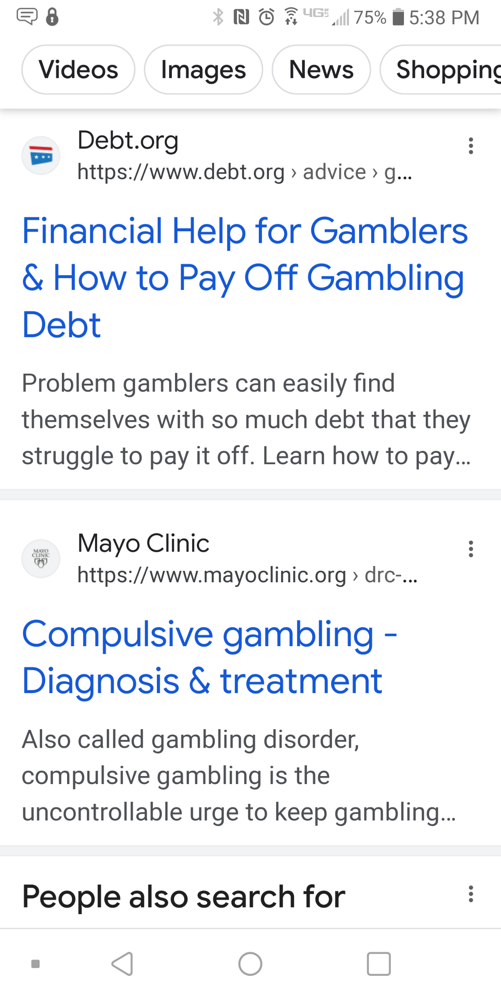 4G LTE 75% 5:38 PM
Videos Images News Shopping
Debt.org
https://www.debt.org › advice › g...
Financial Help for Gamblers
& How to Pay Off Gambling
Debt
Problem gamblers can easily find
themselves with so much debt that they
struggle to pay it off. Learn how to pay...
MAYO
CLINIC
Mayo Clinic
https://www.mayoclinic.org › drc-...
Compulsive gambling -
Diagnosis & treatment
Also called gambling disorder,
compulsive gambling is the
uncontrollable urge to keep gambling...
People also search for